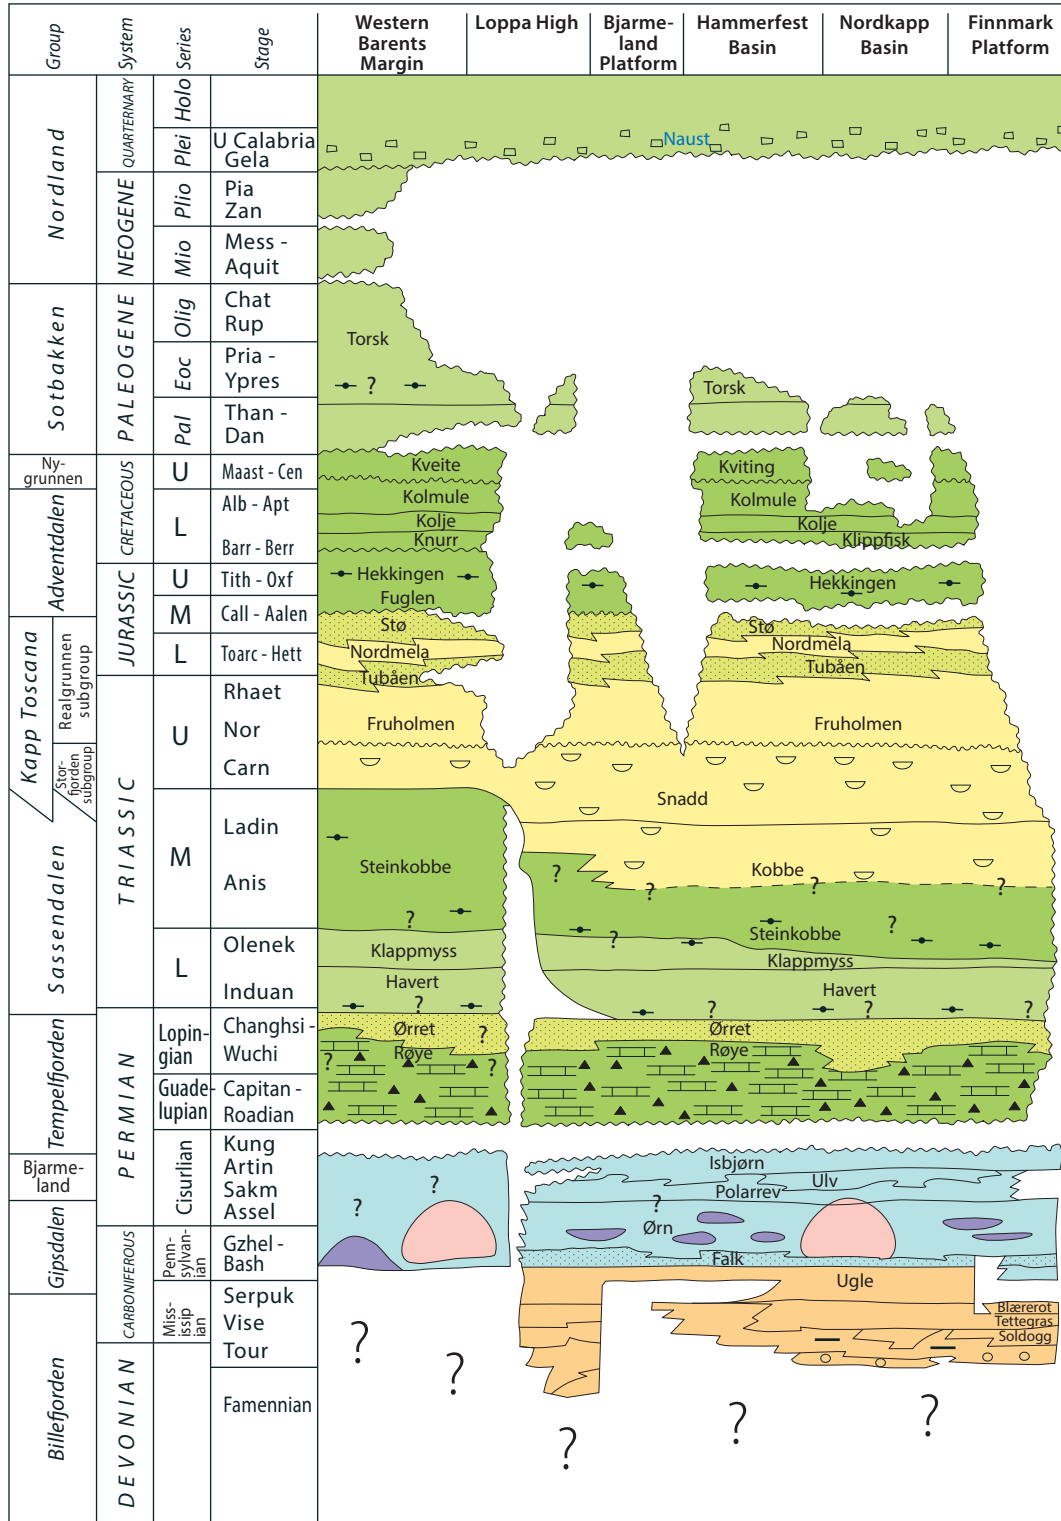 Group
System
Series
Stage
Western
Barents
Margin
Loppa High
Bjarme-
land
Platform
Hammerfest
Basin
Nordkapp
Basin
Finnmark
Platform
Nordland
Sotbakken
Ny-
grunnen
Adventdalen
Kapp Toscana
Realgrunnen
subgroup
Stor-
fjorden
subgroup
Sassendalen
Tempelfjorden
Bjarme-
land
Gipsdalen
Billefjorden
QUARTERNARY
NEOGENE
PALEOGENE
CRETACEOUS
JURASSIC
TRIASSIC
PERMIAN
CARBONIFEROUS
DEVONIAN
Holo
Plei
Plio
Mio
Olig
Eoc
Pal
U
L
U
M
L
U
M
L
Lopin-
gian
Guade-
lupian
Cisurlian
Penn-
sylvan-
ian
Miss-
issip
ian
U Calabria
Gela
Pia
Zan
Mess -
Aquit
Chat
Rup
Pria -
Ypres
Than -
Dan
Maast - Cen
Alb - Apt
Barr - Berr
Tith - Oxf
Call - Aalen
Toarc - Hett
Rhaet
Nor
Carn
Ladin
Anis
Olenek
Induan
Changhsi -
Wuchi
Capitan -
Roadian
Kung
Artin
Sakm
Assel
Gzhel -
Bash
Serpuk
Vise
Tour
Famennian
Naust
Torsk
?
Torsk
Kveite
Kviting
Kolmule
Kolmule
Kolje
Kolje
Knurr
Klippfisk
Hekkingen
Hekkingen
Fuglen
Stø
Stø
Nordmela
Nordmela
Tubåen
Tubåen
Fruholmen
Fruholmen
Snadd
Steinkobbe
Kobbe
? ? ? ?
? ? ?
Steinkobbe
Klappmyss
Klappmyss
Havert
Havert
? ? ? ?
Ørret
?
Ørret
Røye
Røye
? ?
Isbjørn
Ulv
Polarrev
? ? ?
Ørn
Falk
Ugle
Blærerot
Tettegras
Soldogg
? ? ? ? ?